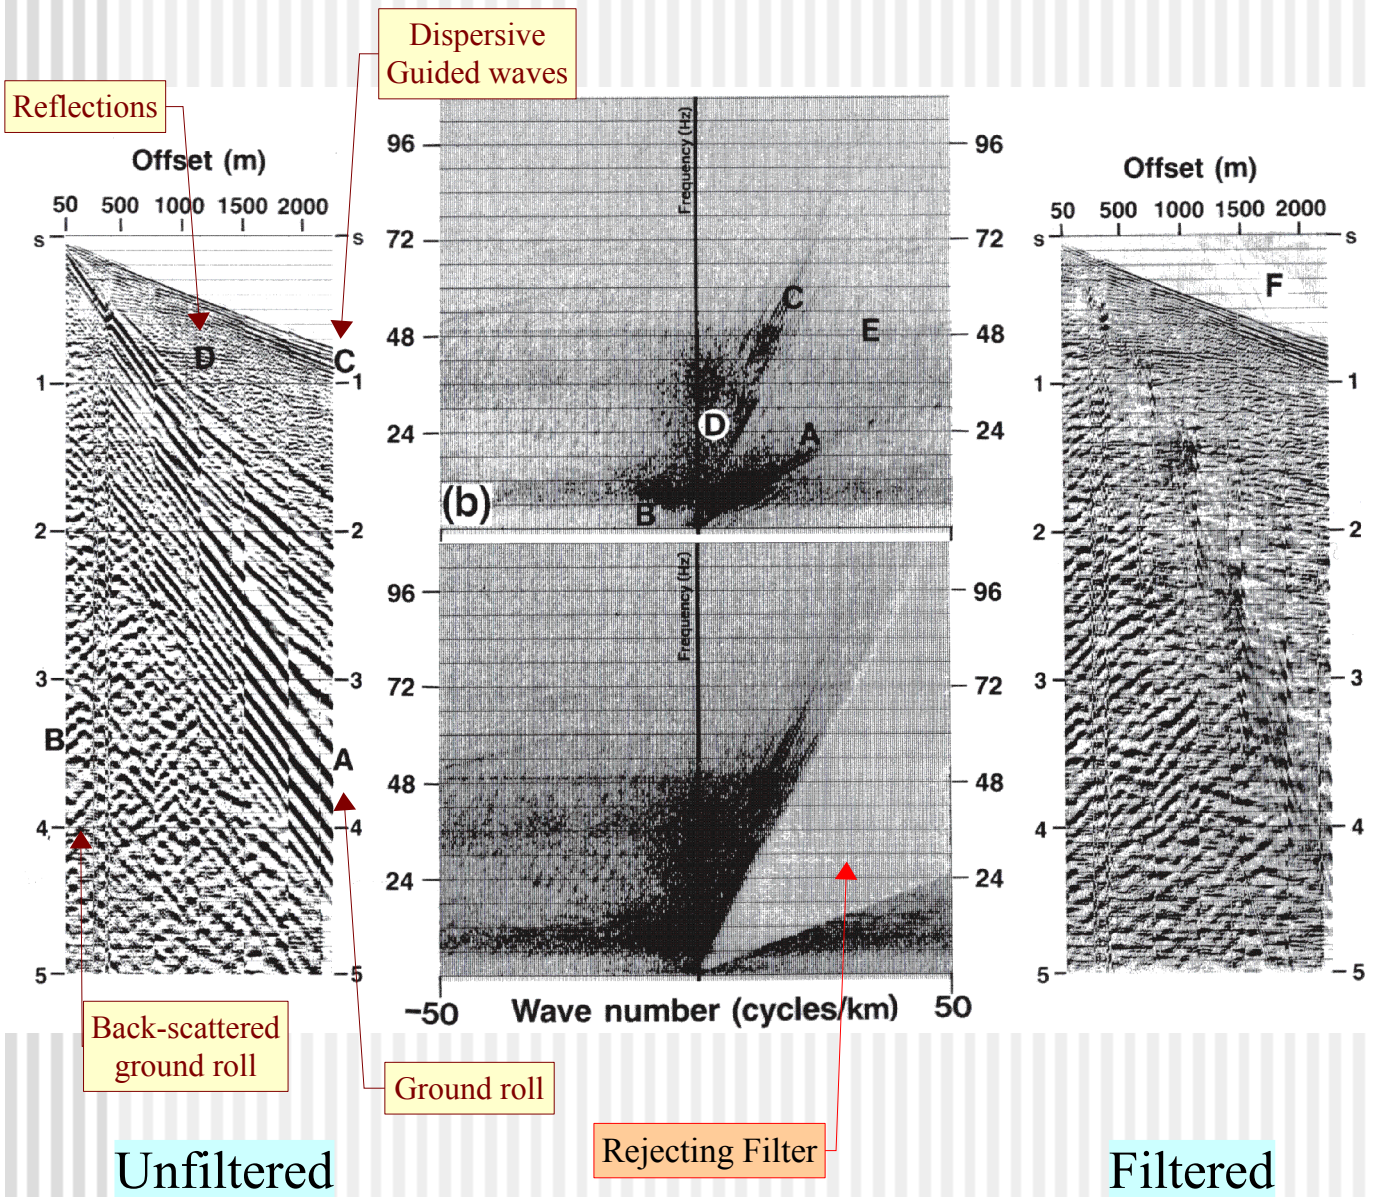 Dispersive
Guided waves
Reflections
Offset (m)
50 500 1000 1500 2000
s
s
D
C
1
1
2
2
3
3
B
A
4
4
5
5
Frequency (Hz)
96
96
72
72
C
48
E
48
D
24
A
24
(b)
B
Frequency (Hz)
96
96
72
72
48
48
24
24
−50
Wave number (cycles/km)
50
Offset (m)
50 500 1000 1500 2000
s
s
F
1
1
2
2
3
3
4
4
5
5
Back-scattered
ground roll
Ground roll
Rejecting Filter
Unfiltered
Filtered